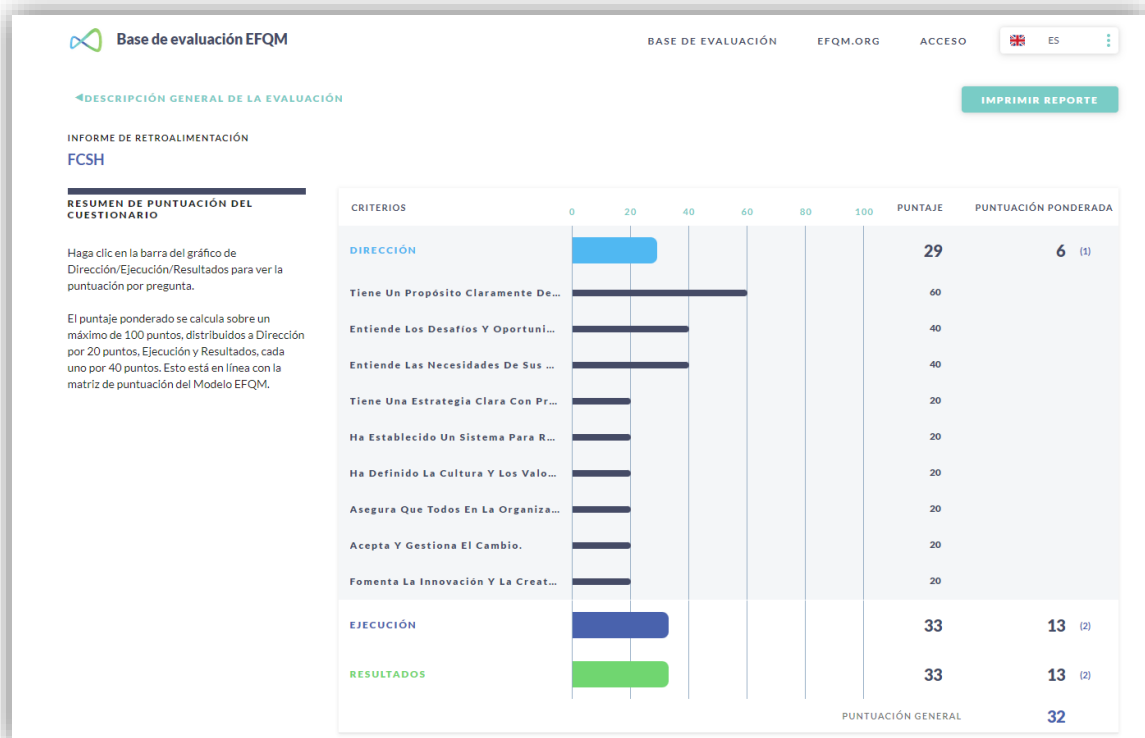 Base de evaluación EFQM
BASE DE EVALUACIÓN
EFQM.ORG
ACCESO
ES
◀DESCRIPCIÓN GENERAL DE LA EVALUACIÓN
IMPRIMIR REPORTE
INFORME DE RETROALIMENTACIÓN
FCSH
RESUMEN DE PUNTUACIÓN DEL
CUESTIONARIO
Haga clic en la barra del gráfico de
Dirección/Ejecución/Resultados para ver la
puntuación por pregunta.
El puntaje ponderado se calcula sobre un
máximo de 100 puntos, distribuidos a Dirección
por 20 puntos, Ejecución y Resultados, cada
uno por 40 puntos. Esto está en línea con la
matriz de puntuación del Modelo EFQM.
CRITERIOS 0 20 40 60 80 100 PUNTAJE PUNTUACIÓN PONDERADA
DIRECCIÓN 29 6 (1)
Tiene Un Propósito Claramente De... 60
Entiende Los Desafíos Y Oportuni... 40
Entiende Las Necesidades De Sus ... 40
Tiene Una Estrategia Clara Con Pr... 20
Ha Establecido Un Sistema Para R... 20
Ha Definido La Cultura Y Los Valo... 20
Asegura Que Todos En La Organiza... 20
Acepta Y Gestiona El Cambio. 20
Fomenta La Innovación Y La Creat... 20
EJECUCIÓN 33 13 (2)
RESULTADOS 33 13 (2)
PUNTUACIÓN GENERAL 32